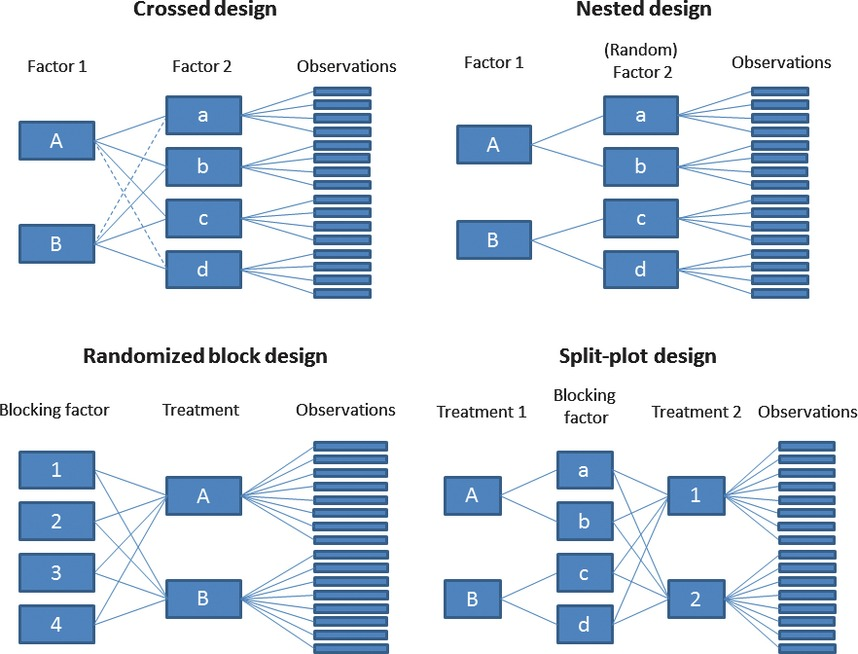 Crossed design
Factor 1
Factor 2
Observations
A
B
a
b
c
d
Nested design
Factor 1
(Random)
Factor 2
Observations
A
B
a
b
c
d
Randomized block design
Blocking factor
Treatment
Observations
1
2
3
4
A
B
Split-plot design
Treatment 1
Blocking
factor
Treatment 2
Observations
A
B
a
b
c
d
1
2